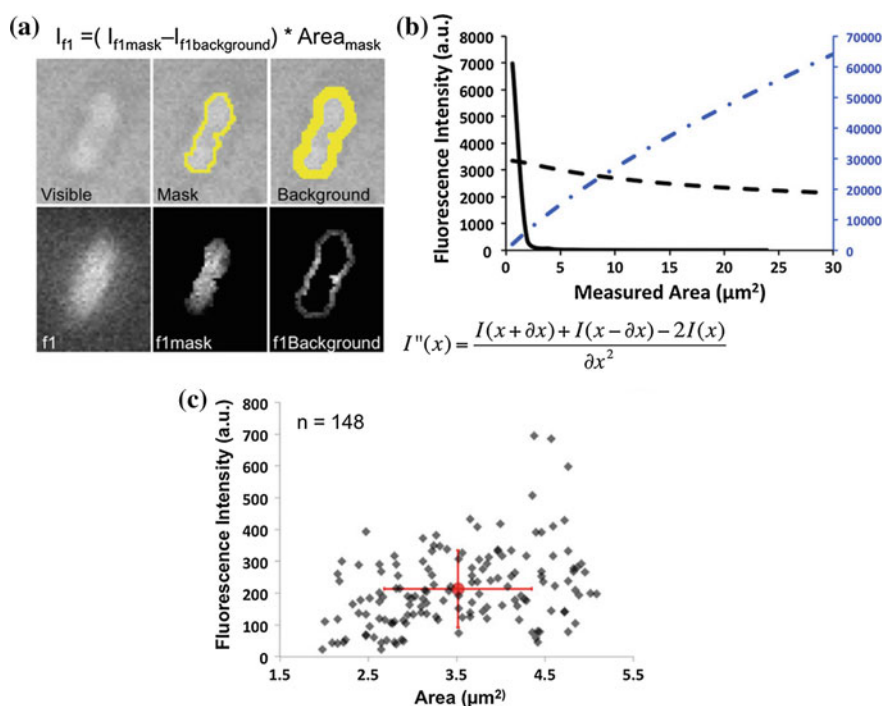 (a)
I_f1 =( I_f1mask–I_f1background) * Area_mask
Visible
Mask
Background
f1
f1mask
f1Background
(b)
Fluorescence Intensity (a.u.)
8000
7000
6000
5000
4000
3000
2000
1000
0
70000
60000
50000
40000
30000
20000
10000
0
0 5 10 15 20 25 30
Measured Area (µm²)
I"(x) = \frac{I(x+∂x)+I(x−∂x)−2I(x)}{∂x²}
(c)
n = 148
Fluorescence Intensity (a.u.)
800
700
600
500
400
300
200
100
0
1.5 2.5 3.5 4.5 5.5
Area (µm²)